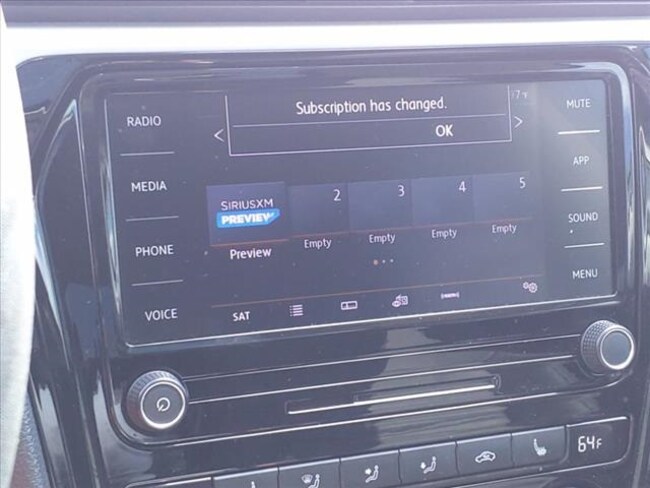 Subscription has changed.
OK
RADIO
MEDIA
PHONE
VOICE
MUTE
APP
SOUND
MENU
SIRIUSXM
PREVIEW
2
3
4
5
Preview
Empty
Empty
Empty
Empty
SAT
64F